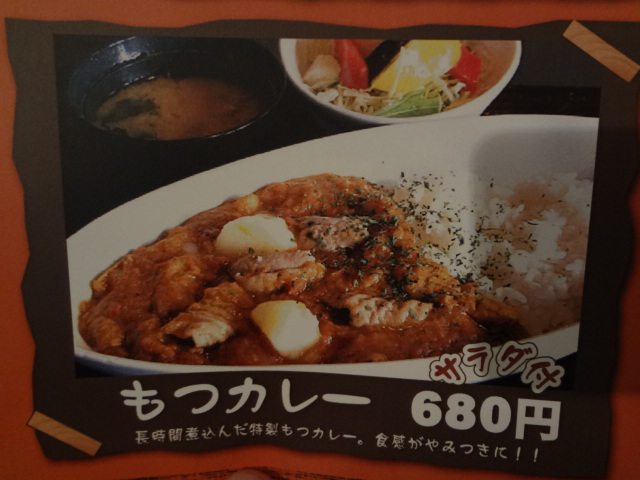 サラダ付
もつカレー 680円
長時間煮込んだ特製もつカレー。食感がやみつきに！！